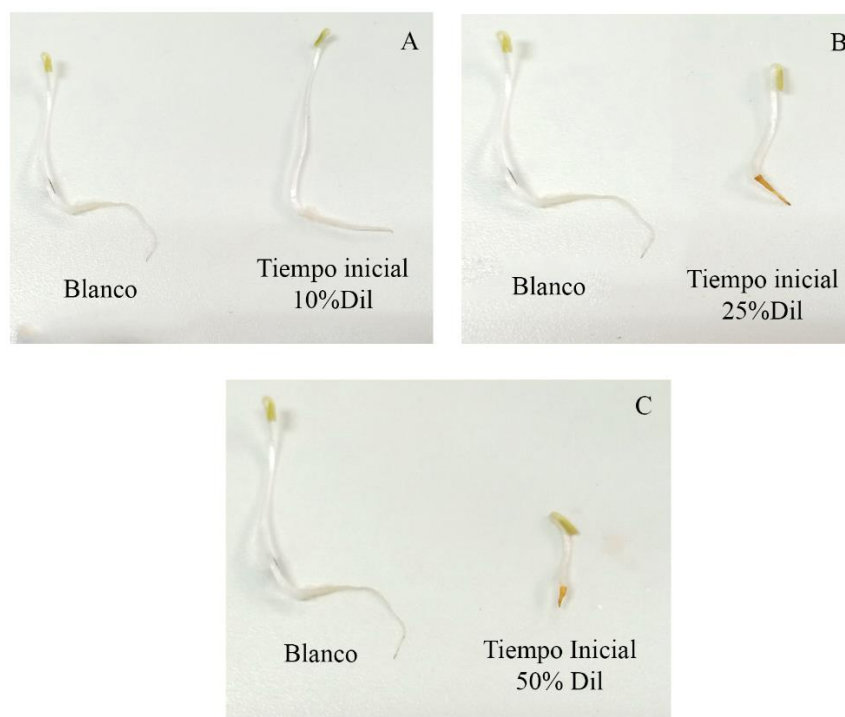 A
Blanco
Tiempo inicial
10%Dil
B
Blanco
Tiempo inicial
25%Dil
C
Blanco
Tiempo Inicial
50% Dil